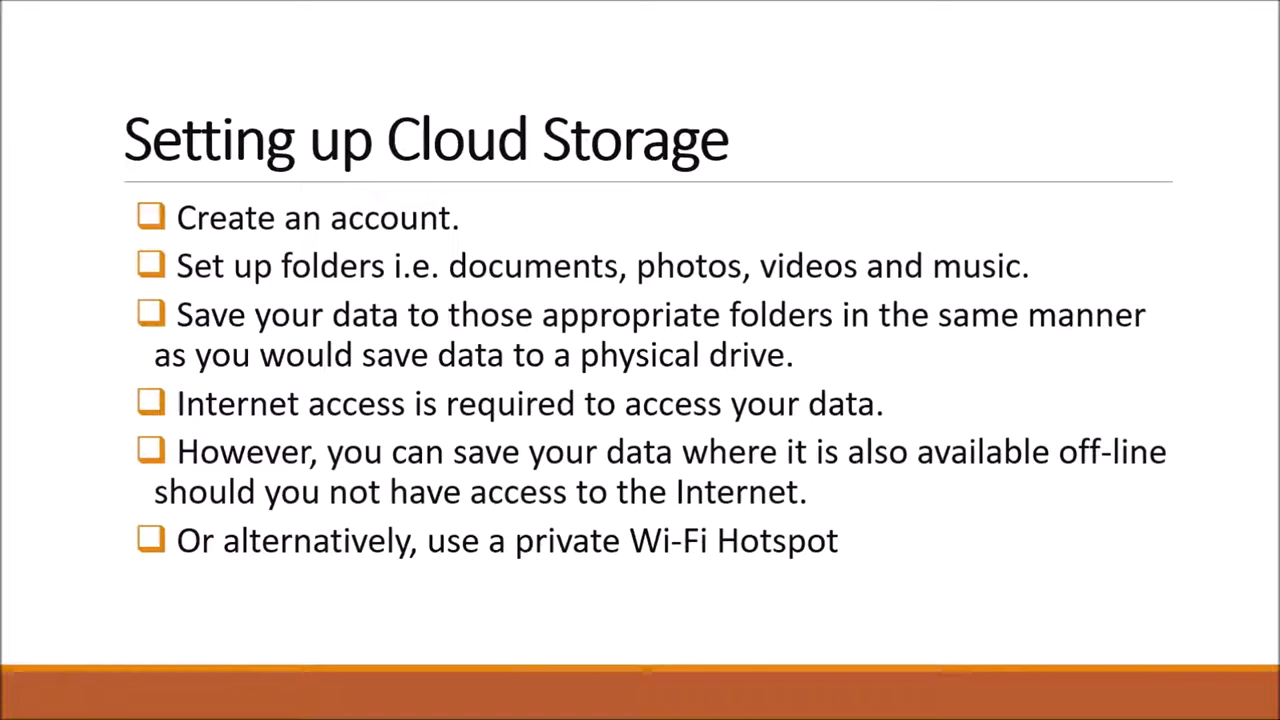 Setting up Cloud Storage
Create an account.
Set up folders i.e. documents, photos, videos and music.
Save your data to those appropriate folders in the same manner
as you would save data to a physical drive.
Internet access is required to access your data.
However, you can save your data where it is also available off-line
should you not have access to the Internet.
Or alternatively, use a private Wi-Fi Hotspot